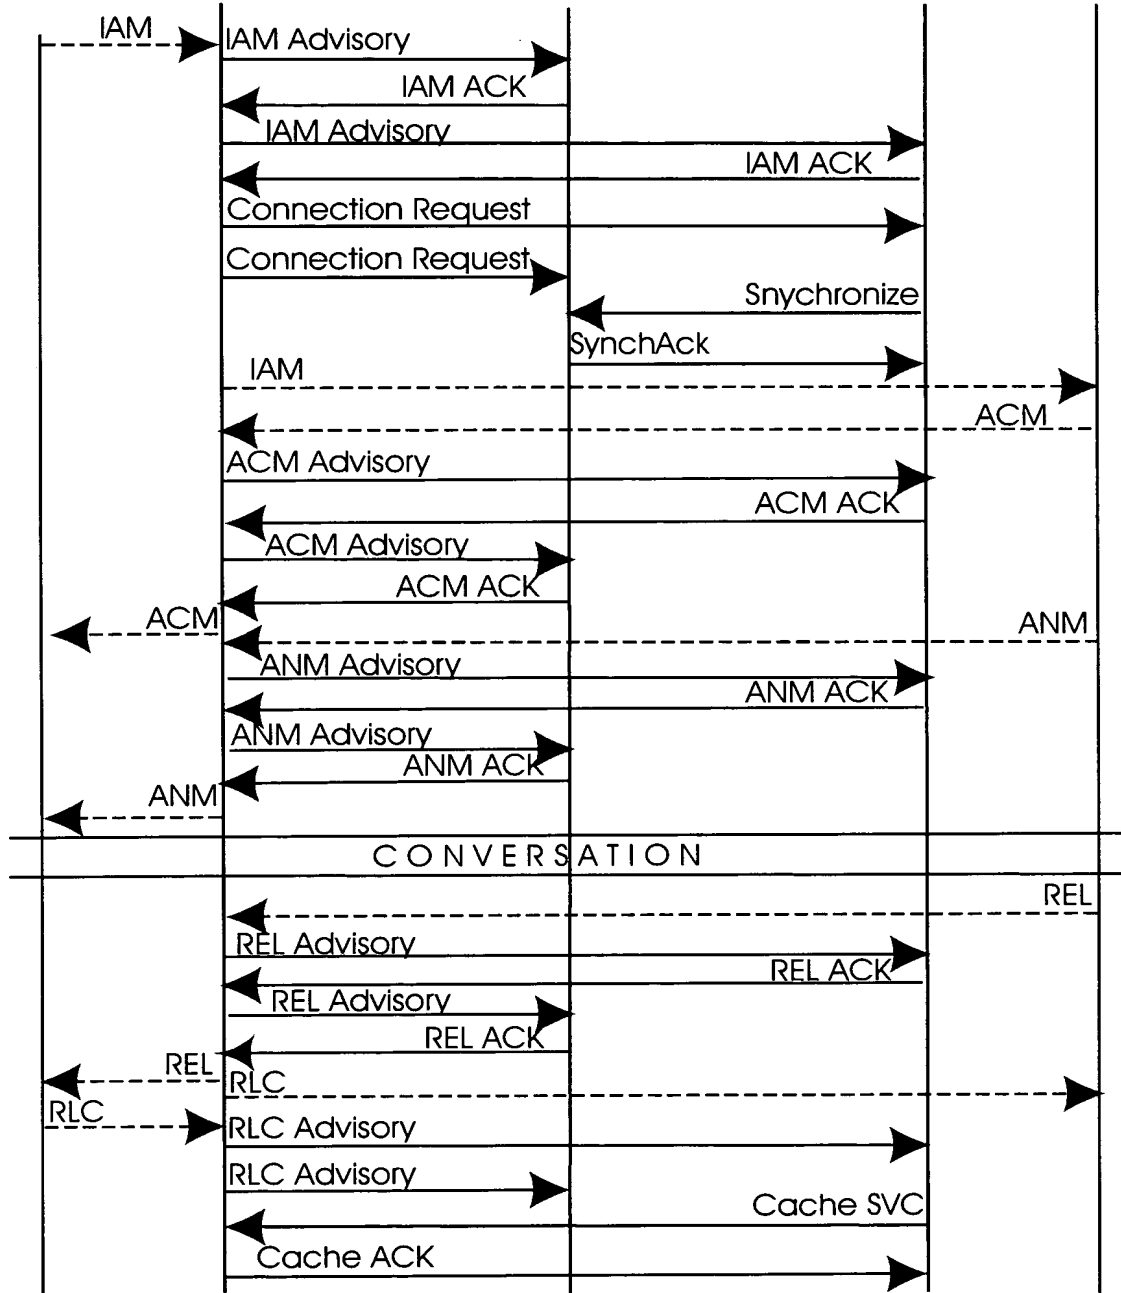 IAM
IAM Advisory
IAM ACK
IAM Advisory
IAM ACK
Connection Request
Connection Request
Snychronize
SynchAck
IAM
ACM
ACM Advisory
ACM ACK
ACM Advisory
ACM ACK
ACM
ANM
ANM Advisory
ANM ACK
ANM Advisory
ANM ACK
ANM
CONVERSATION
REL
REL Advisory
REL ACK
REL Advisory
REL ACK
REL
RLC
RLC
RLC Advisory
RLC Advisory
Cache SVC
Cache ACK